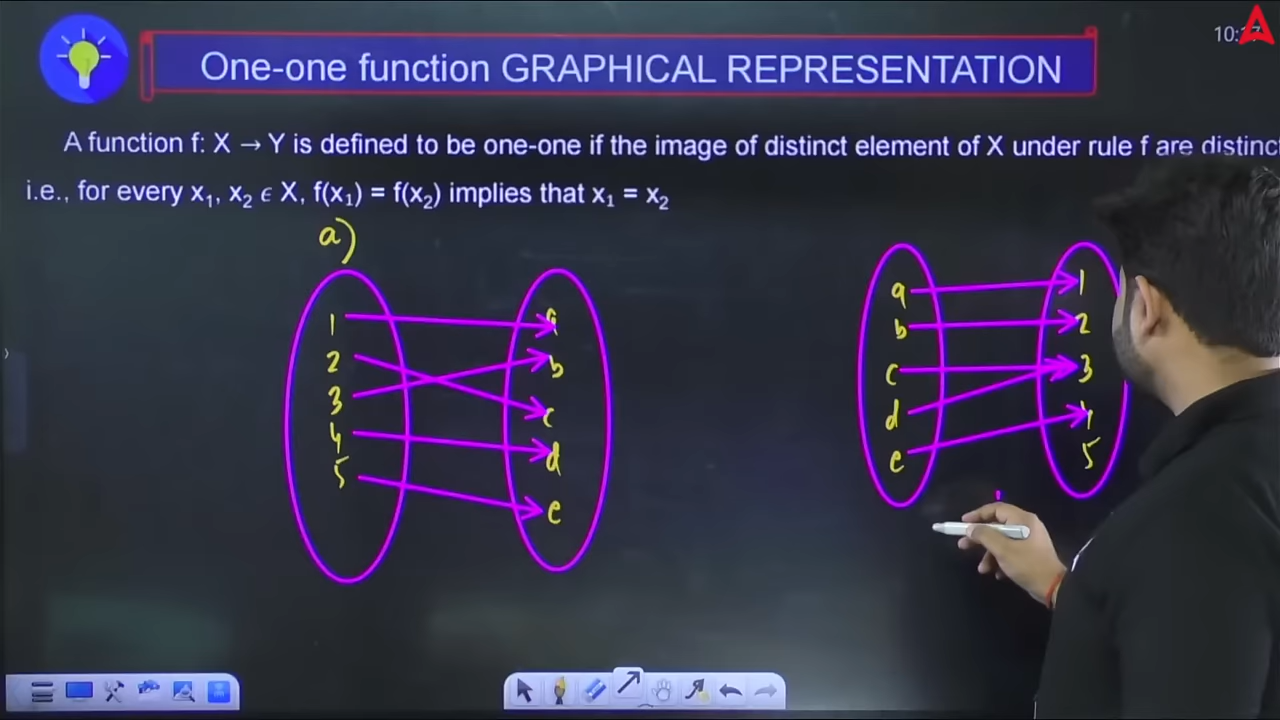 One-one function GRAPHICAL REPRESENTATION
A function f: X → Y is defined to be one-one if the image of distinct element of X under rule f are distinc
i.e., for every x₁, x₂ ϵ X, f(x₁) = f(x₂) implies that x₁ = x₂
a)
1
2
3
4
5
a
b
c
d
e
a
b
c
d
e
1
2
3
4
5